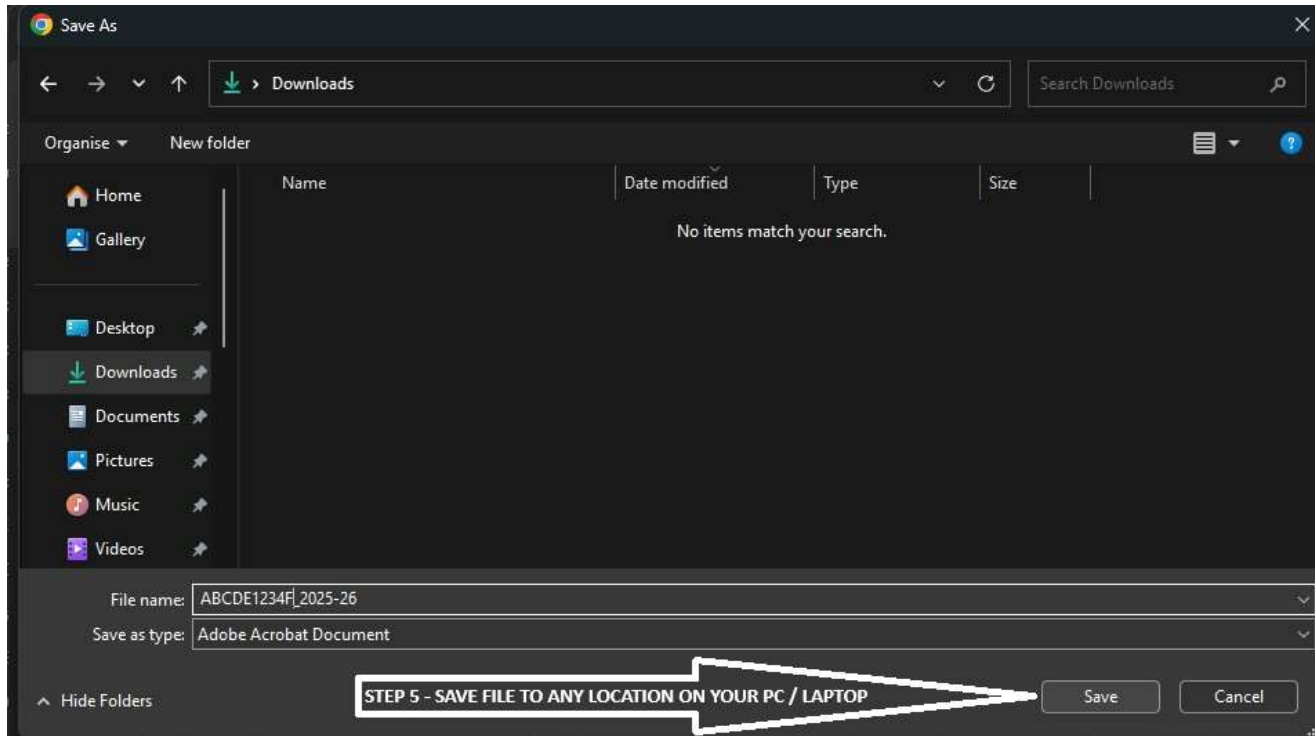 Save As
Downloads
Search Downloads
Organise
New folder
Name
Date modified
Type
Size
Home
No items match your search.
Gallery
Desktop
Downloads
Documents
Pictures
Music
Videos
File name: ABCDE1234F_2025-26
Save as type: Adobe Acrobat Document
Hide Folders
STEP 5 - SAVE FILE TO ANY LOCATION ON YOUR PC / LAPTOP
Save
Cancel